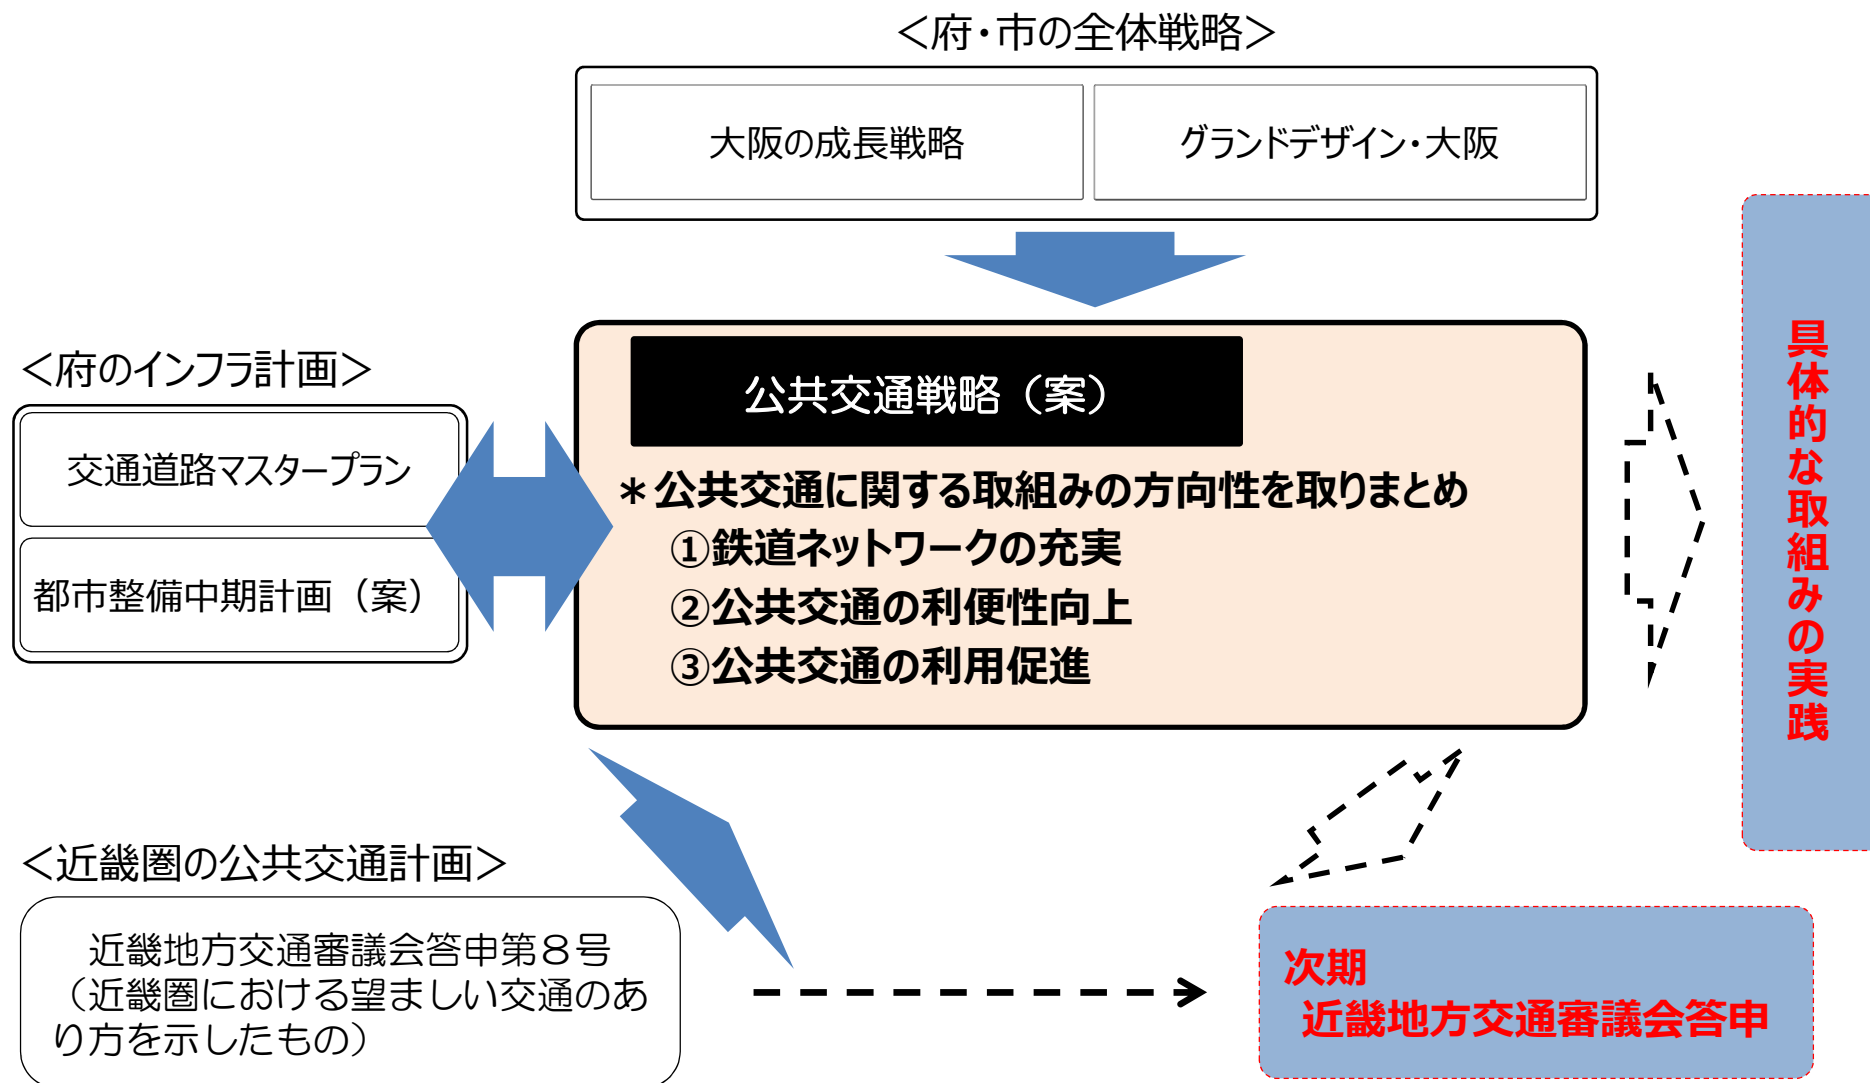 ＜府・市の全体戦略＞
大阪の成長戦略
グランドデザイン・大阪
＜府のインフラ計画＞
交通道路マスタープラン
都市整備中期計画（案）
公共交通戦略（案）
＊公共交通に関する取組みの方向性を取りまとめ
①鉄道ネットワークの充実
②公共交通の利便性向上
③公共交通の利用促進
具体的な取組みの実践
＜近畿圏の公共交通計画＞
近畿地方交通審議会答申第８号
（近畿圏における望ましい交通のあ
り方を示したもの）
次期
近畿地方交通審議会答申